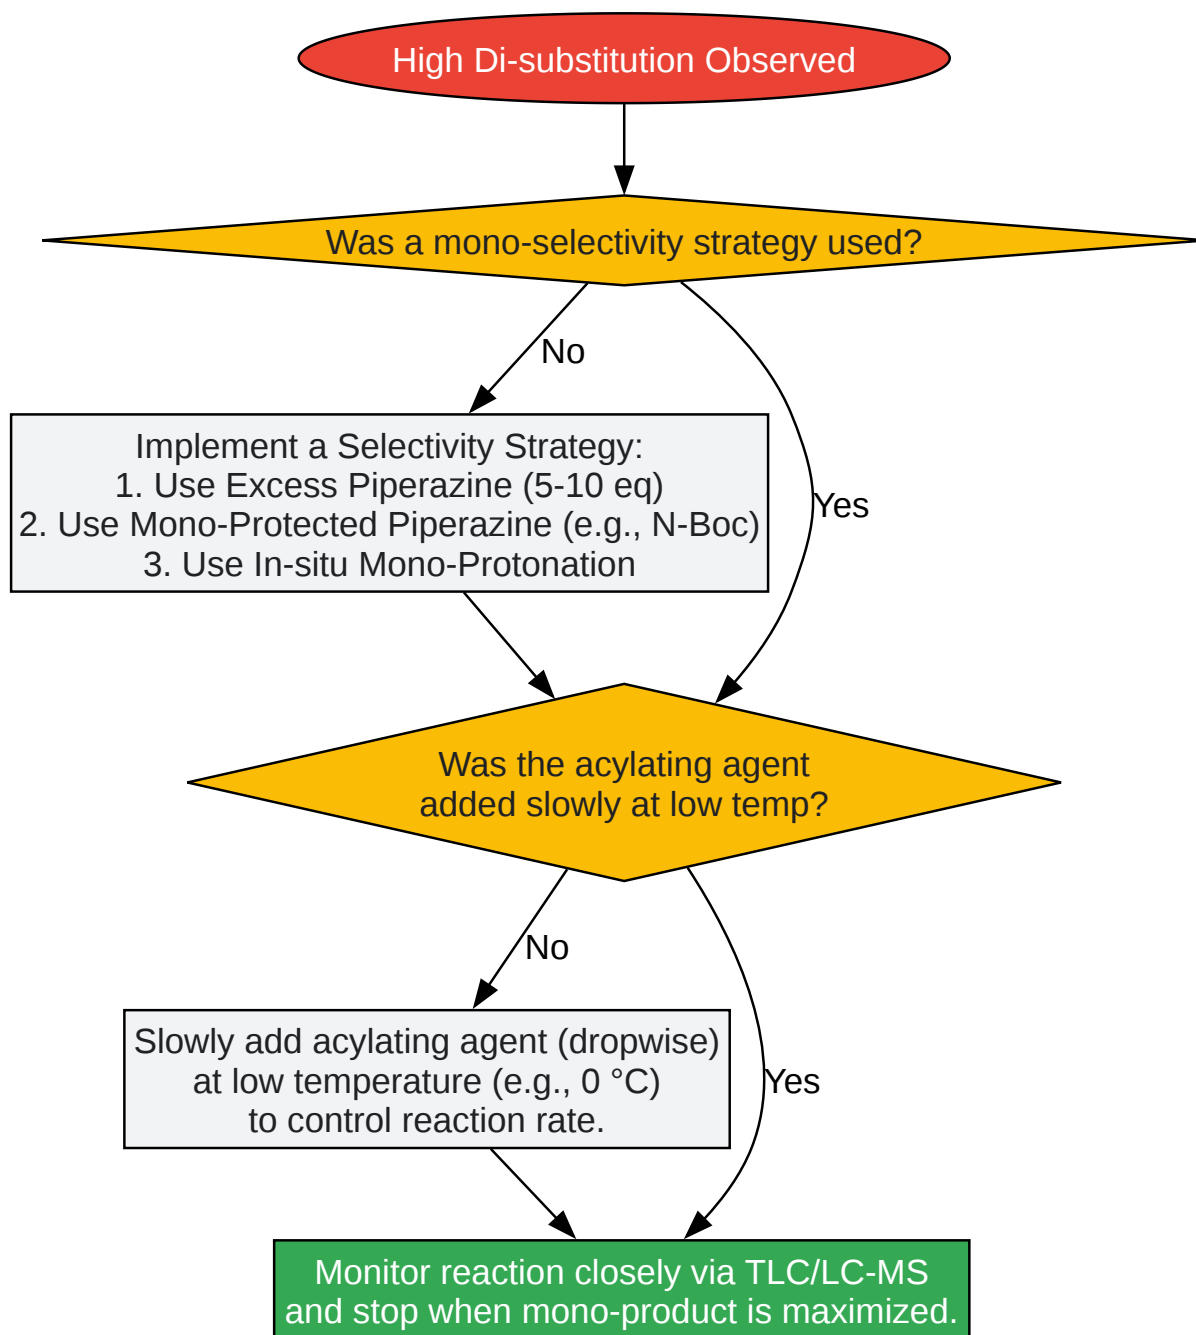 High Di-substitution Observed
Was a mono-selectivity strategy used?
No
Implement a Selectivity Strategy:
1. Use Excess Piperazine (5-10 eq)
2. Use Mono-Protected Piperazine (e.g., N-Boc)
3. Use In-situ Mono-Protonation
Yes
Was the acylating agent
added slowly at low temp?
No
Slowly add acylating agent (dropwise)
at low temperature (e.g., 0 °C)
to control reaction rate.
Yes
Monitor reaction closely via TLC/LC-MS
and stop when mono-product is maximized.